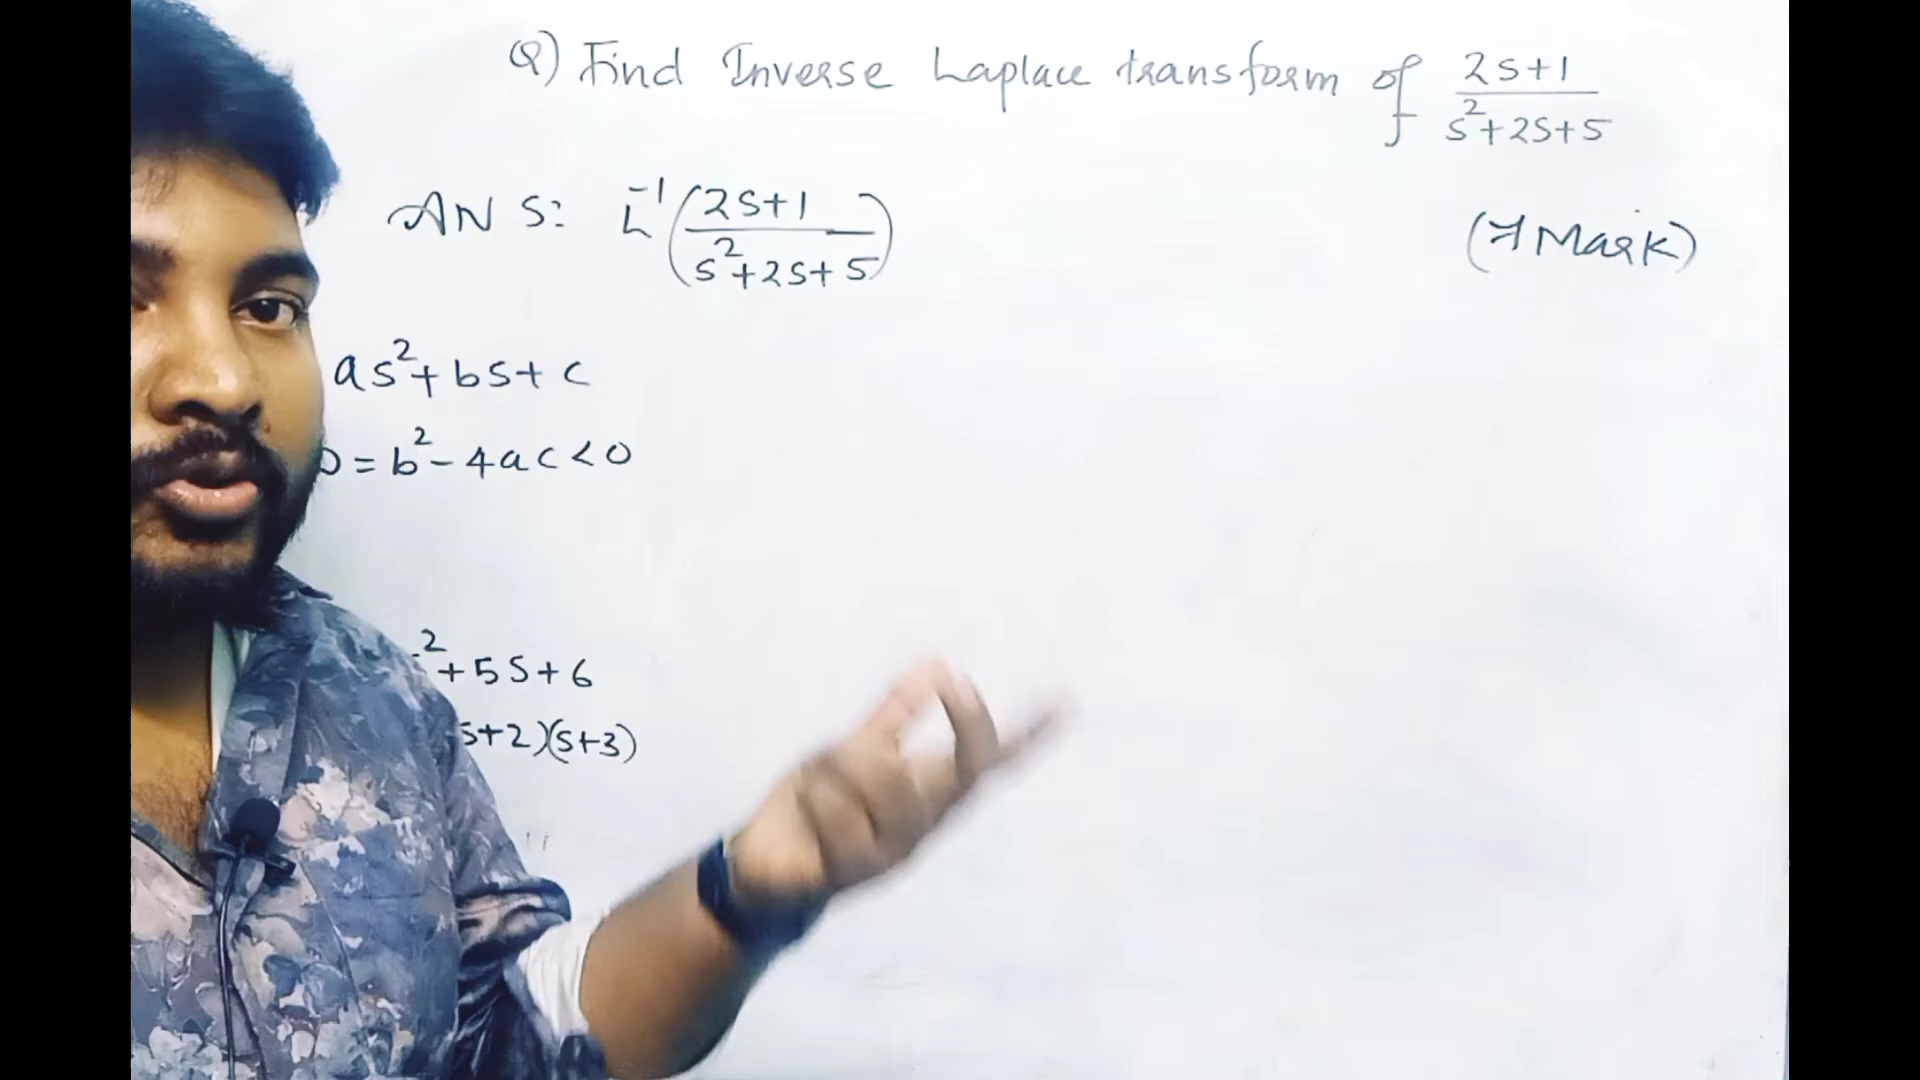 Q) Find Inverse Laplace transform of (2s+1)/(s²+2s+5)
ANS: L⁻¹((2s+1)/(s²+2s+5))
(7 Mark)
as²+bs+c
D=b²-4ac<0
²+5s+6
s+2)(s+3)